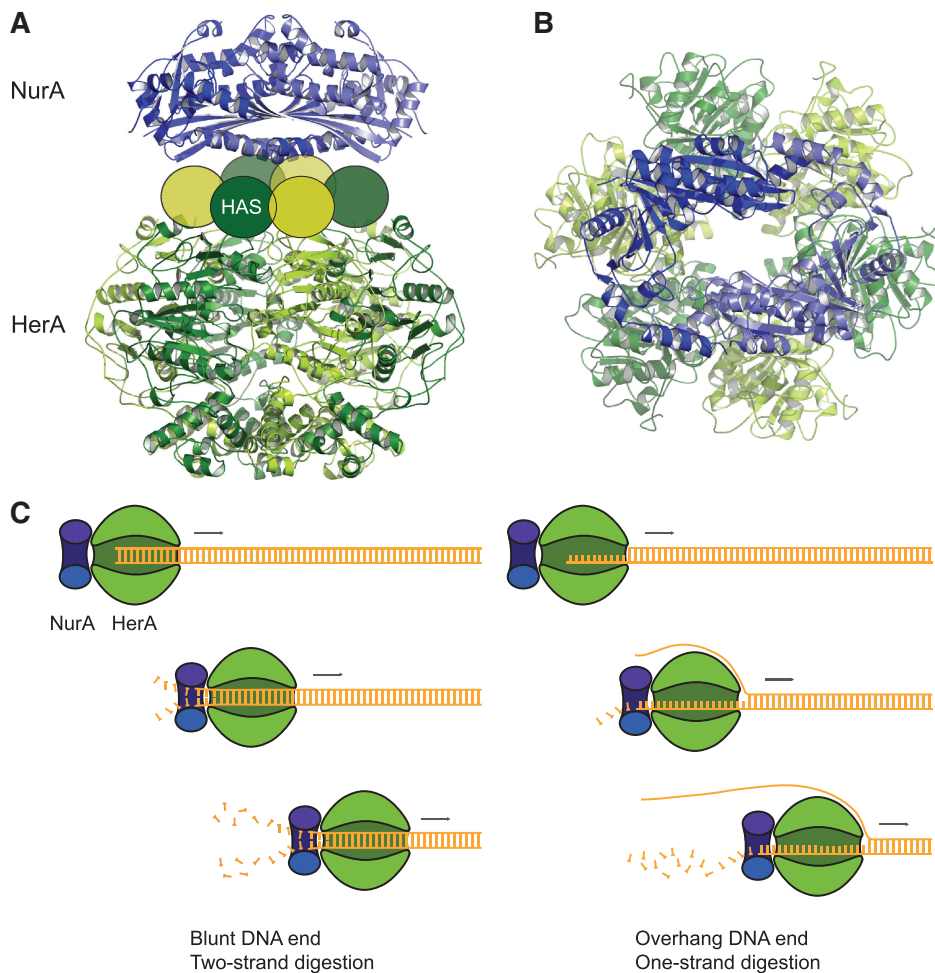 A
B
NurA
HAS
HerA
C
NurA HerA
Blunt DNA end
Two-strand digestion
Overhang DNA end
One-strand digestion